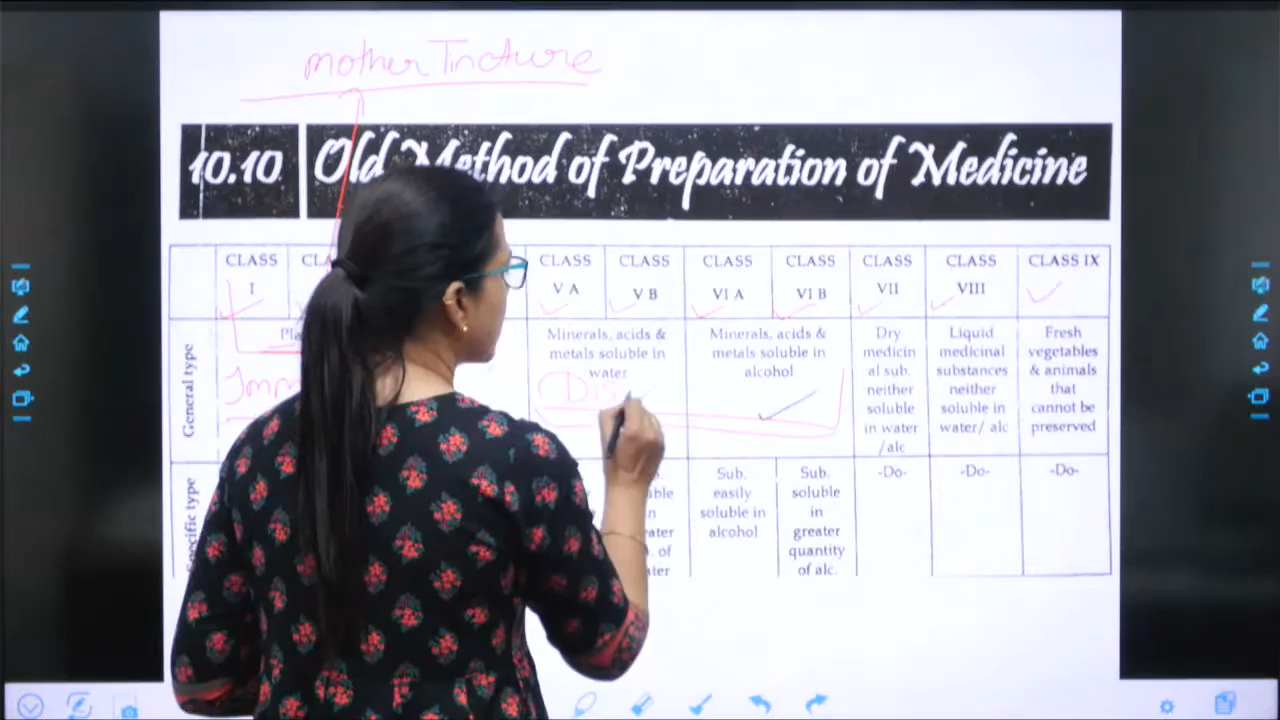 mother Tincture
10.10 Old Method of Preparation of Medicine
CLASS I
CLASS V A
CLASS V B
CLASS VI A
CLASS VI B
CLASS VII
CLASS VIII
CLASS IX
General type
Minerals, acids &
metals soluble in
water
Minerals, acids &
metals soluble in
alcohol
Dry
medicin
al sub.
neither
soluble
in water
/alc
Liquid
medicinal
substances
neither
soluble in
water/ alc
Fresh
vegetables
& animals
that
cannot be
preserved
Specific type
Sub.
easily
soluble in
alcohol
Sub.
soluble
in
greater
quantity
of alc.
-Do-
-Do-
-Do-